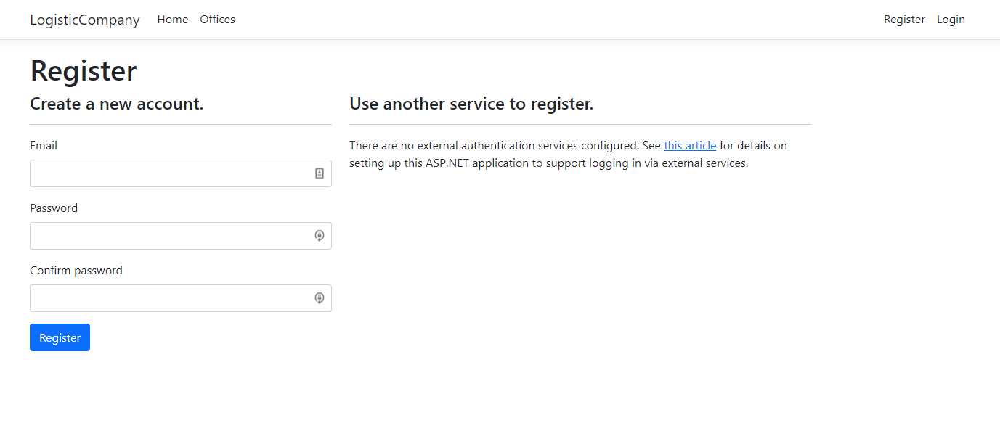 LogisticCompany Home Offices Register Login
Register
Create a new account.
Email
Password
Confirm password
Register
Use another service to register.
There are no external authentication services configured. See this article for details on
setting up this ASP.NET application to support logging in via external services.